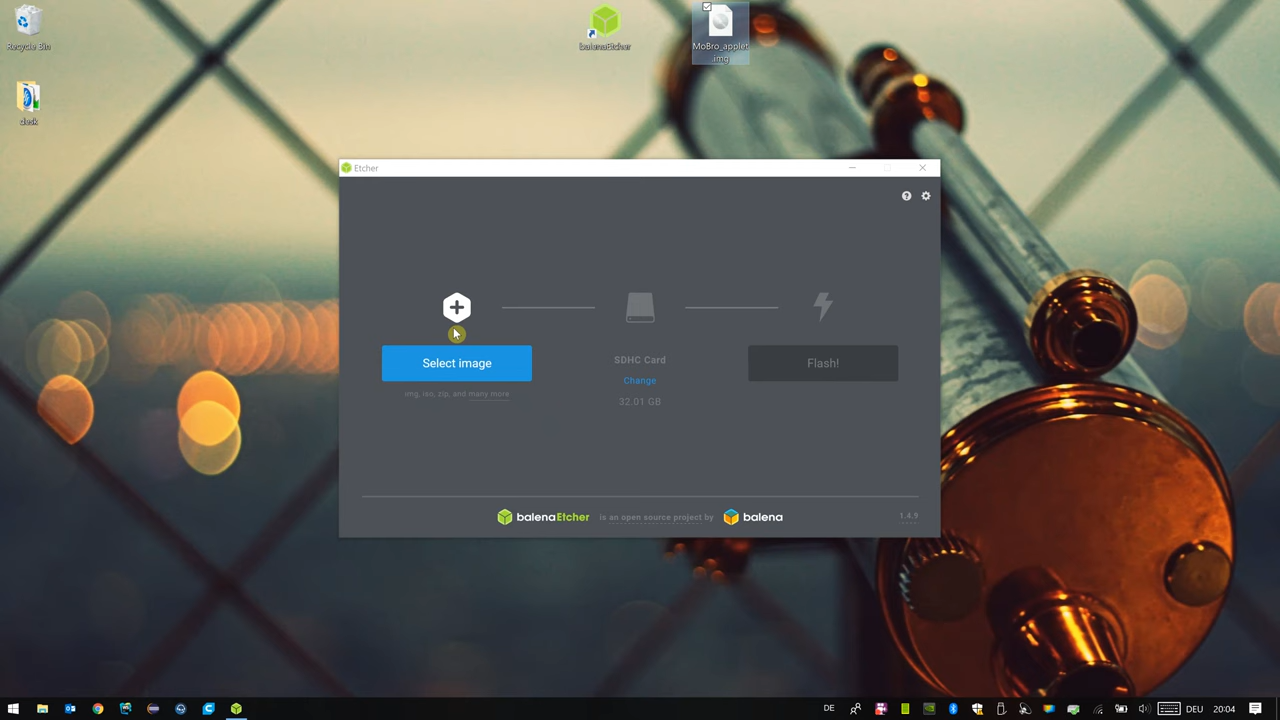 Recycle Bin
balenaEtcher
MoBro_applet
.img
desk
Etcher
Select image
img, iso, zip, and many more
SDHC Card
Change
32.01 GB
Flash!
balenaEtcher is an open source project by balena
1.4.9
DE
DEU
20:04